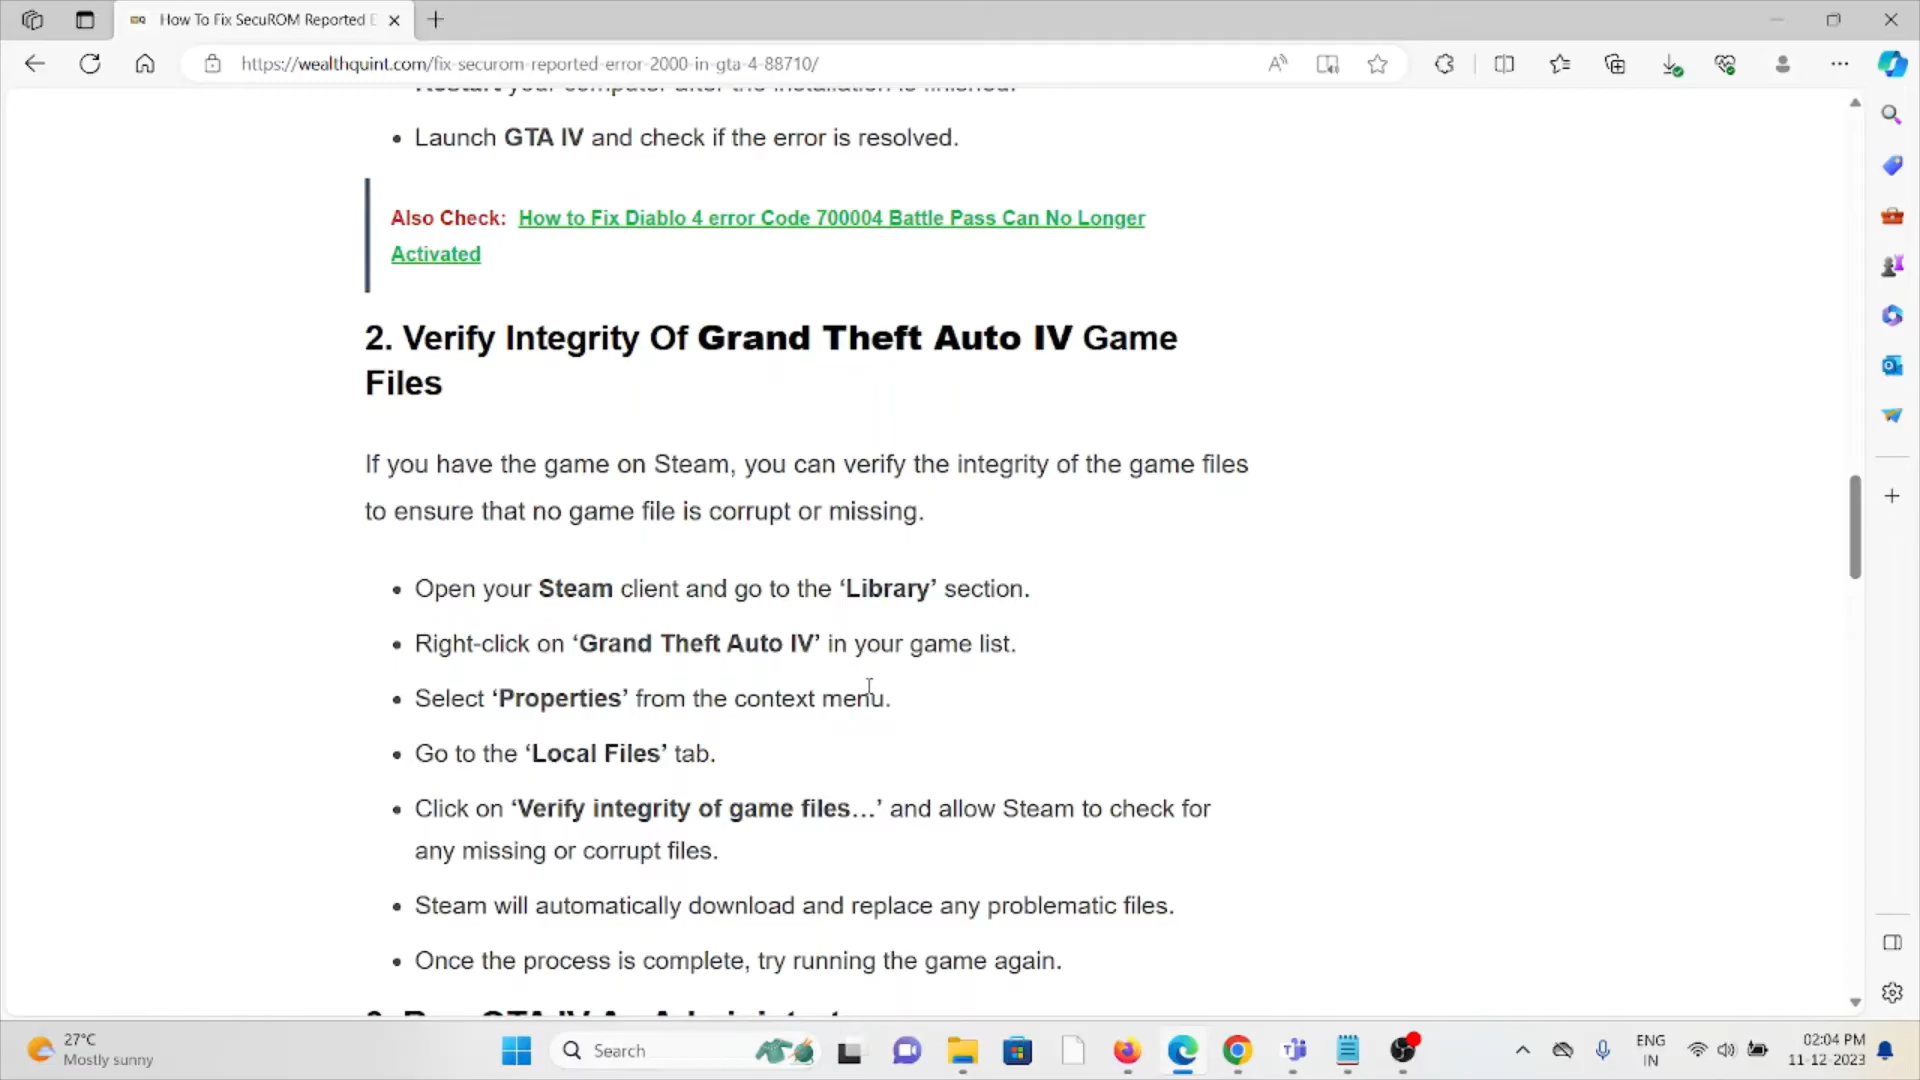 How To Fix SecuROM Reported E
https://wealthquint.com/fix-securom-reported-error-2000-in-gta-4-88710/
Restart your computer after the installation is finished.
• Launch GTA IV and check if the error is resolved.
Also Check: How to Fix Diablo 4 error Code 700004 Battle Pass Can No Longer
Activated
2. Verify Integrity Of Grand Theft Auto IV Game
Files
If you have the game on Steam, you can verify the integrity of the game files
to ensure that no game file is corrupt or missing.
• Open your Steam client and go to the ‘Library’ section.
• Right-click on ‘Grand Theft Auto IV’ in your game list.
• Select ‘Properties’ from the context menu.
• Go to the ‘Local Files’ tab.
• Click on ‘Verify integrity of game files…’ and allow Steam to check for
any missing or corrupt files.
• Steam will automatically download and replace any problematic files.
• Once the process is complete, try running the game again.
27°C
Mostly sunny
Search
ENG
IN
02:04 PM
11-12-2023